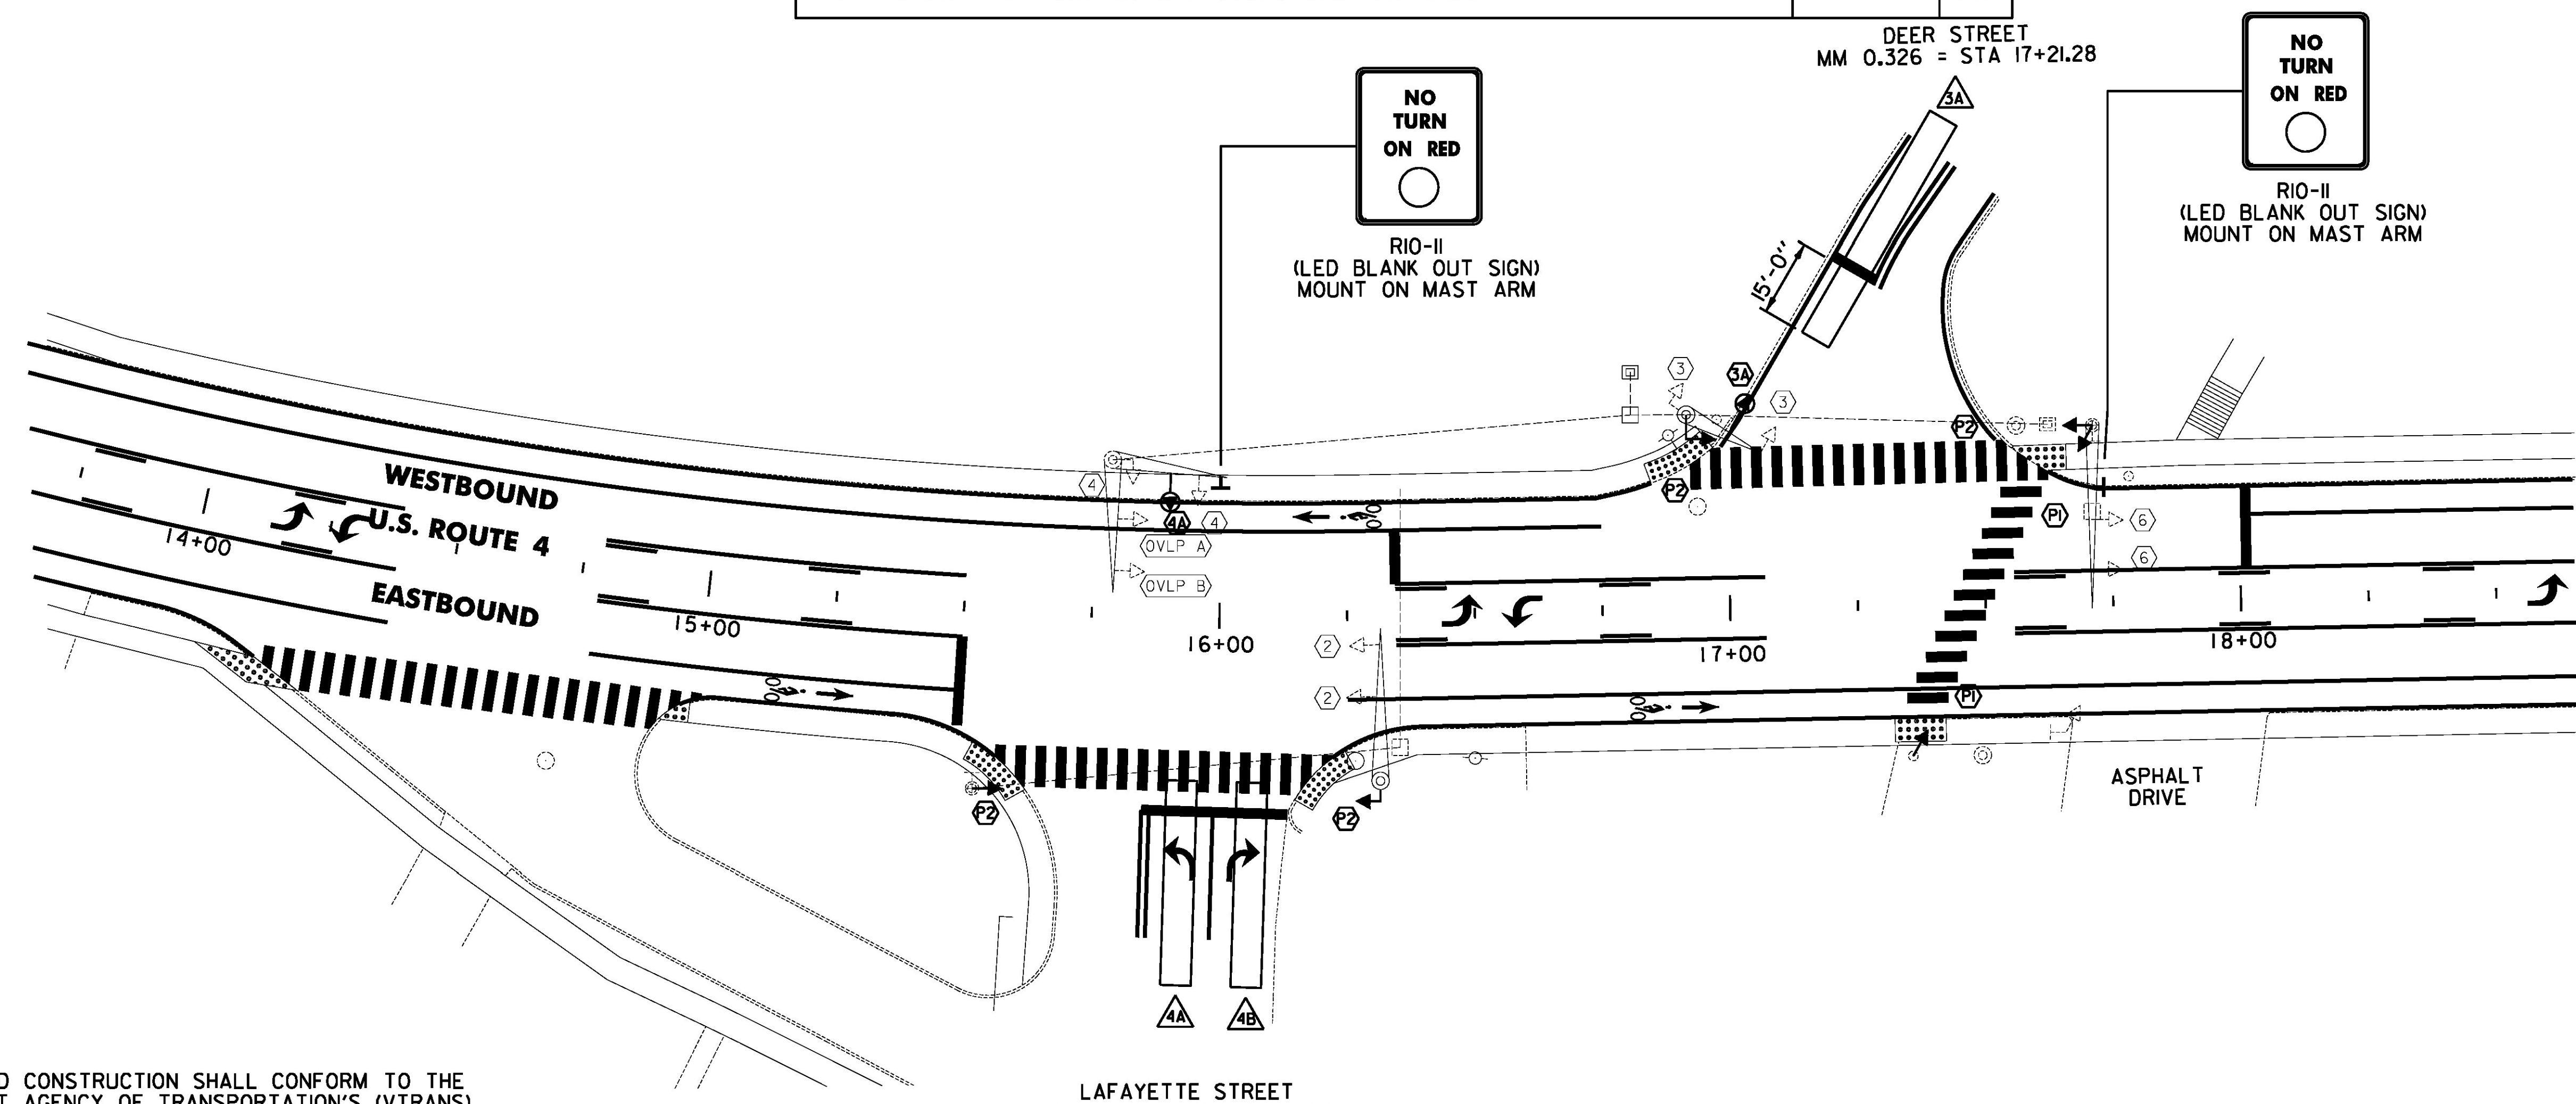 DEER STREET
MM 0.326 = STA 17+21.28
NO
TURN
ON RED
R10-11
(LED BLANK OUT SIGN)
MOUNT ON MAST ARM
NO
TURN
ON RED
R10-11
(LED BLANK OUT SIGN)
MOUNT ON MAST ARM
3A
15'-0"
3
3A
3
P2
P2
P1
6
6
4
4A
4
OVLP A
OVLP B
WESTBOUND
U.S. ROUTE 4
EASTBOUND
14+00
15+00
16+00
17+00
18+00
2
2
P1
P2
P2
ASPHALT
DRIVE
4A
4B
LAFAYETTE STREET
CONSTRUCTION SHALL CONFORM TO THE
AGENCY OF TRANSPORTATION'S (VTRANS)